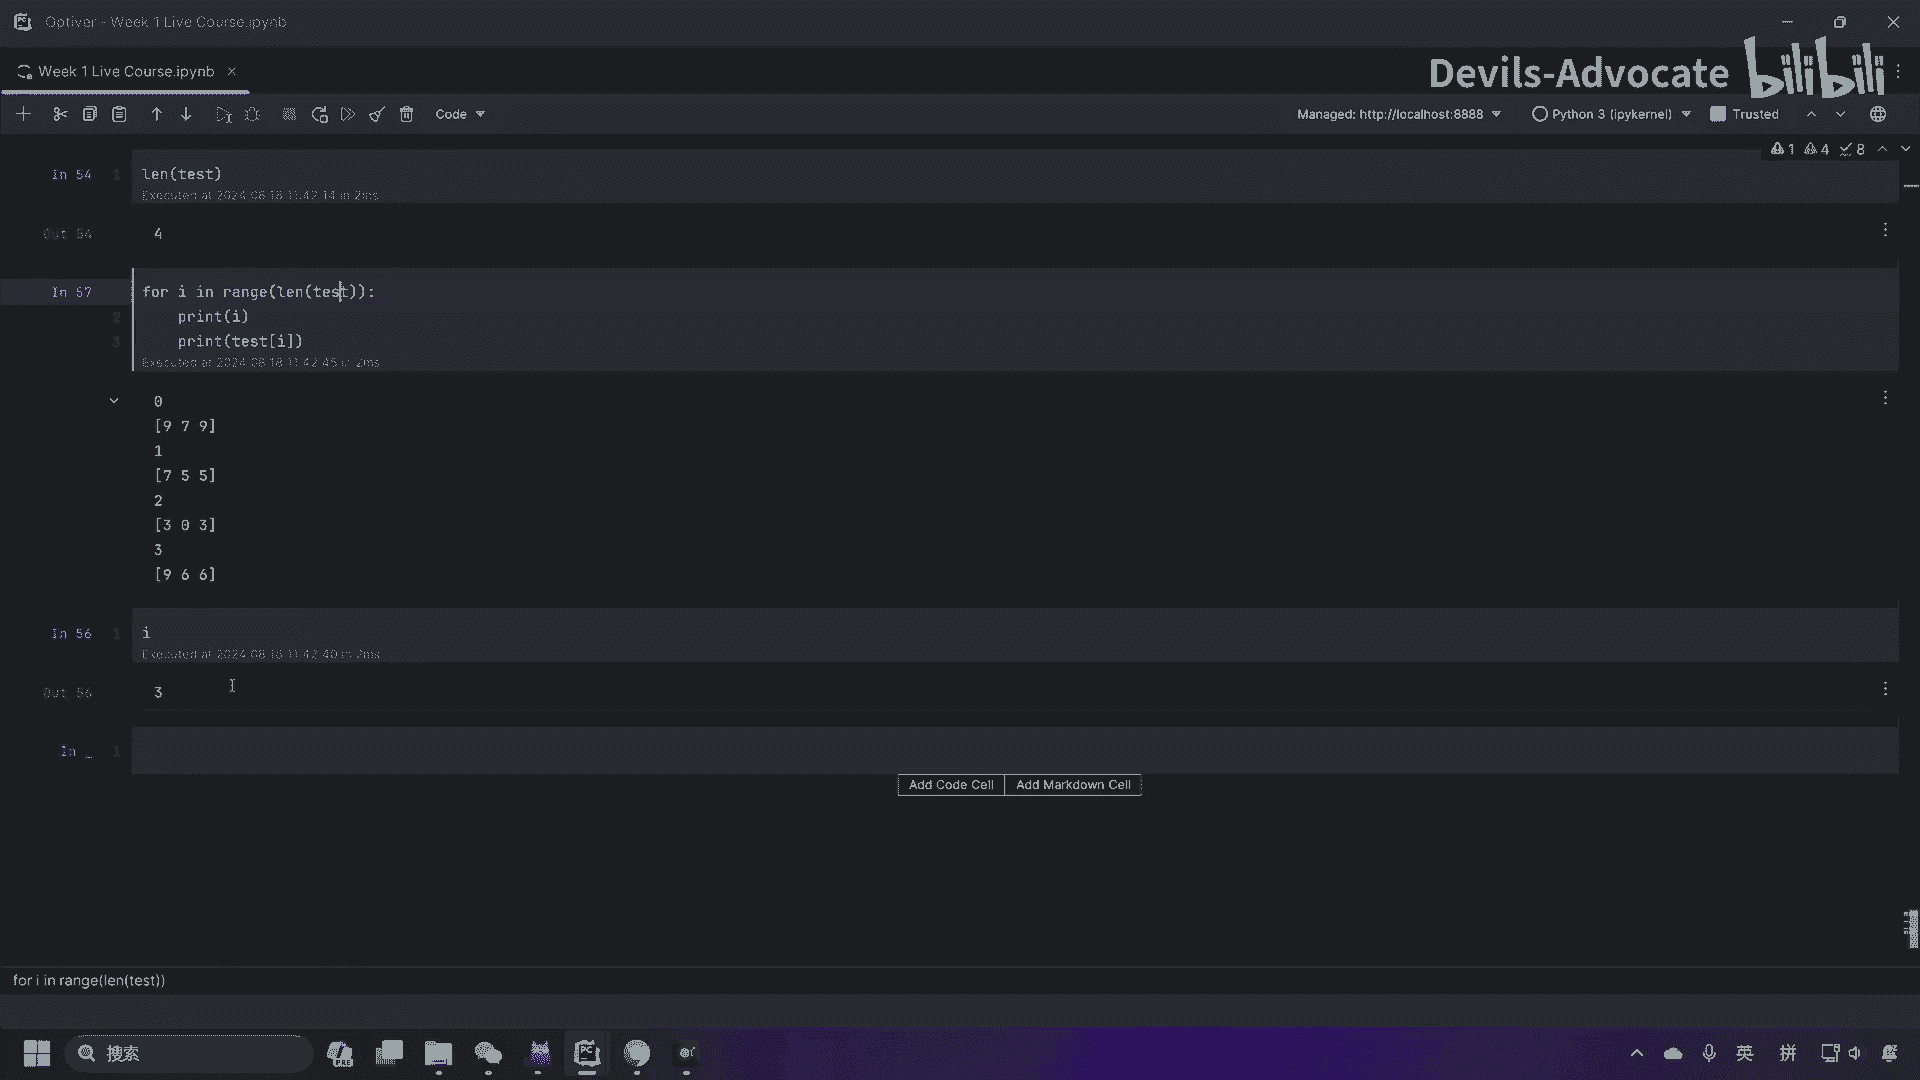 Optiver - Week 1 Live Course.ipynb
Week 1 Live Course.ipynb
Devils-Advocate bilibili
Code
Managed: http://localhost:8888
Python 3 (ipykernel)
Trusted
1 4 8
In 54 1 len(test)
Executed at 2024.08.18 11:42:14 in 2ms
Out 54 4
In 57 for i in range(len(test)):
2 print(i)
3 print(test[i])
Executed at 2024.08.18 11:42:45 in 2ms
0
[9 7 9]
1
[7 5 5]
2
[3 0 3]
3
[9 6 6]
In 56 1 i
Executed at 2024.08.18 11:42:40 in 2ms
Out 56 3
In _ 1
Add Code Cell Add Markdown Cell
for i in range(len(test))
搜索
PRE
PC
英
拼